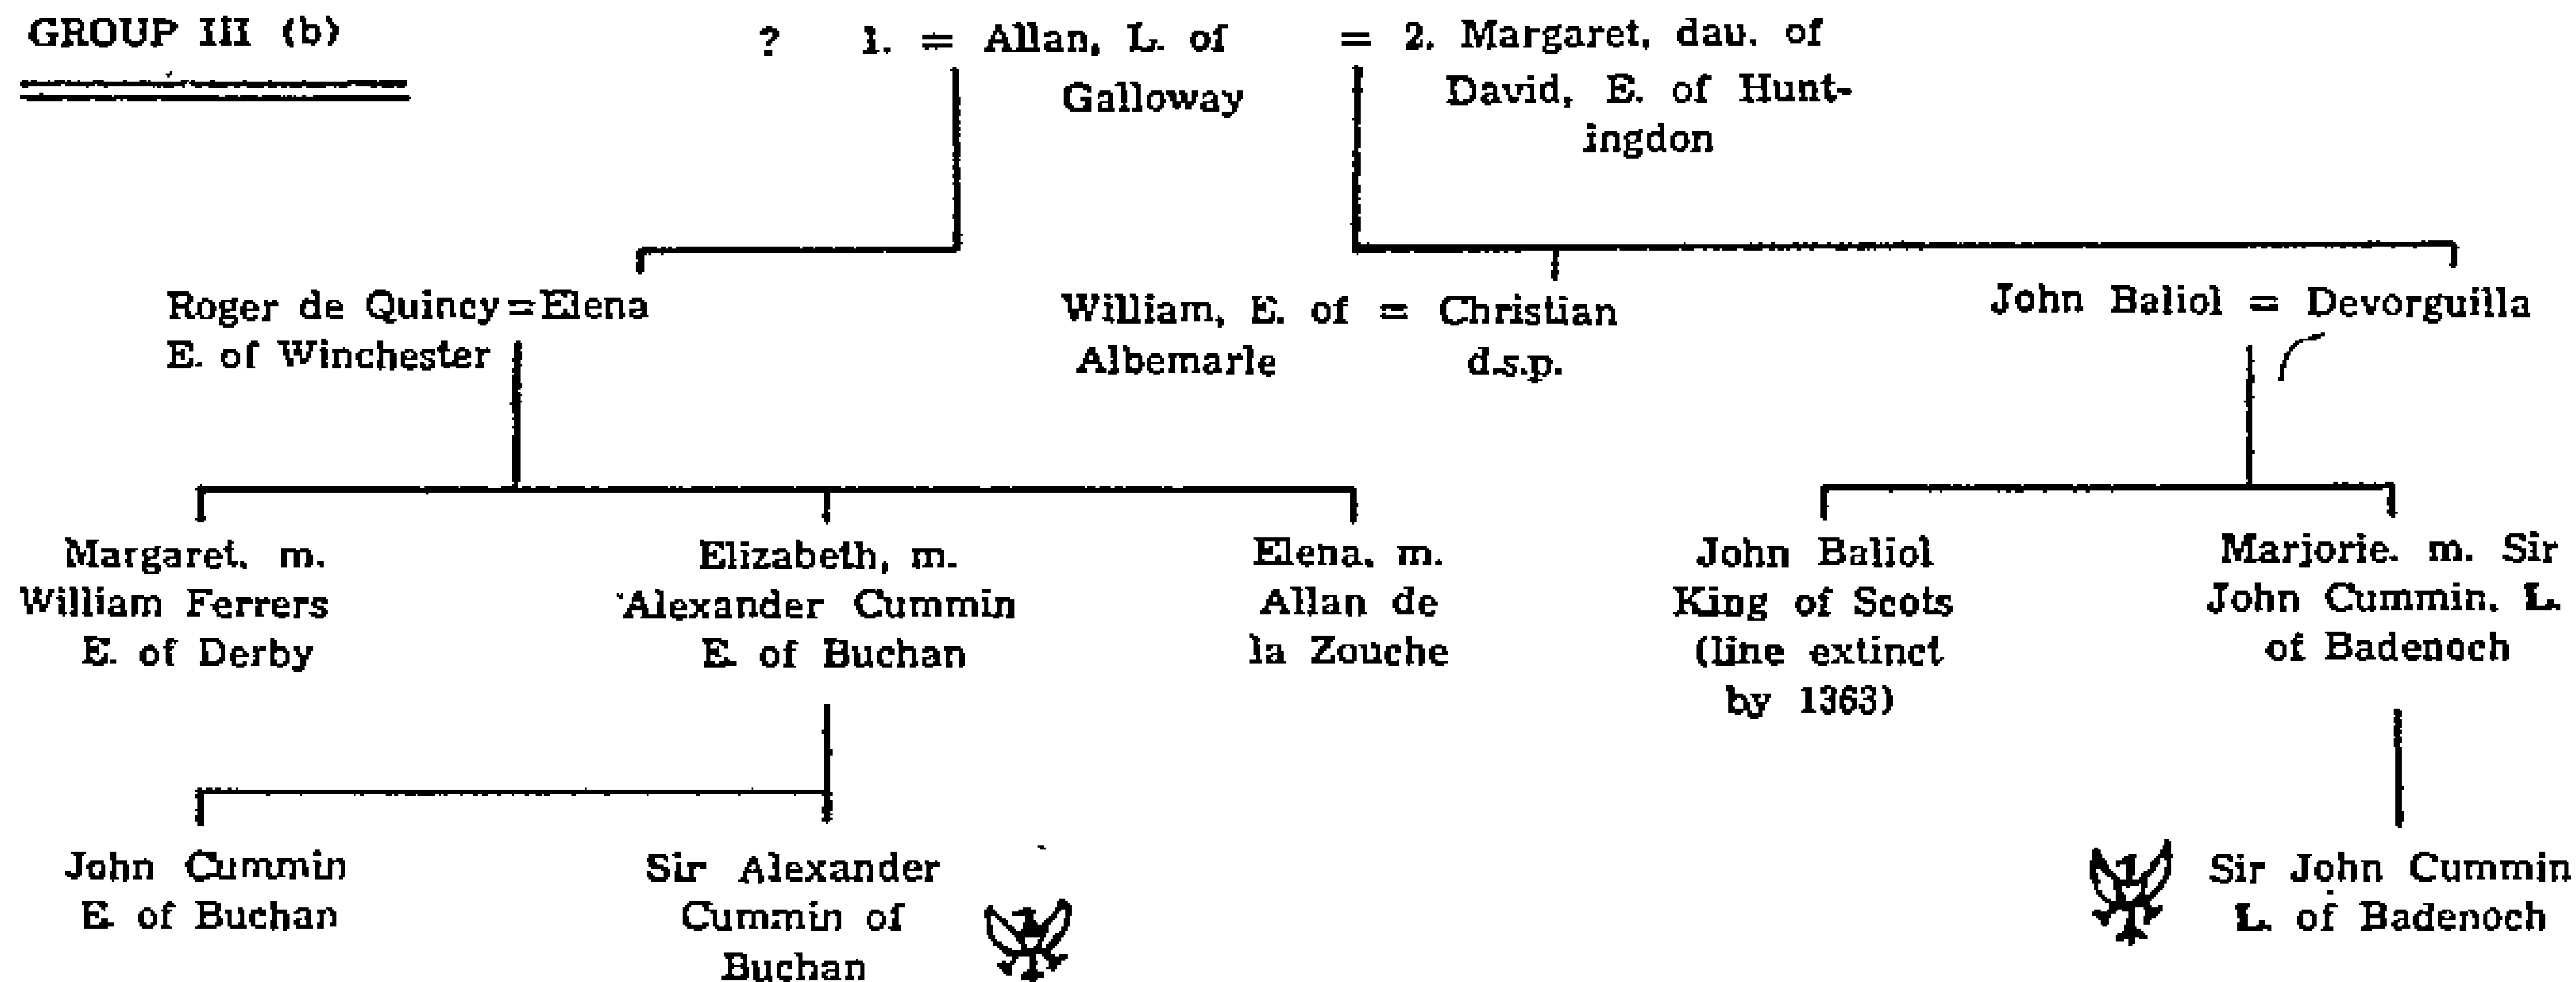 GROUP III (b)
? 1. = Allan, L. of = 2. Margaret, dau. of
Galloway David, E. of Hunt-
ingdon
Roger de Quincy = Elena
E. of Winchester
William, E. of = Christian
Albemarle d.s.p.
John Baliol = Devorguilla
Margaret, m.
William Ferrers
E. of Derby
Elizabeth, m.
Alexander Cummin
E. of Buchan
Elena, m.
Allan de
la Zouche
John Baliol
King of Scots
(line extinct
by 1363)
Marjorie. m. Sir
John Cummin. L.
of Badenoch
John Cummin
E. of Buchan
Sir Alexander
Cummin of
Buchan
Sir John Cummin
L. of Badenoch